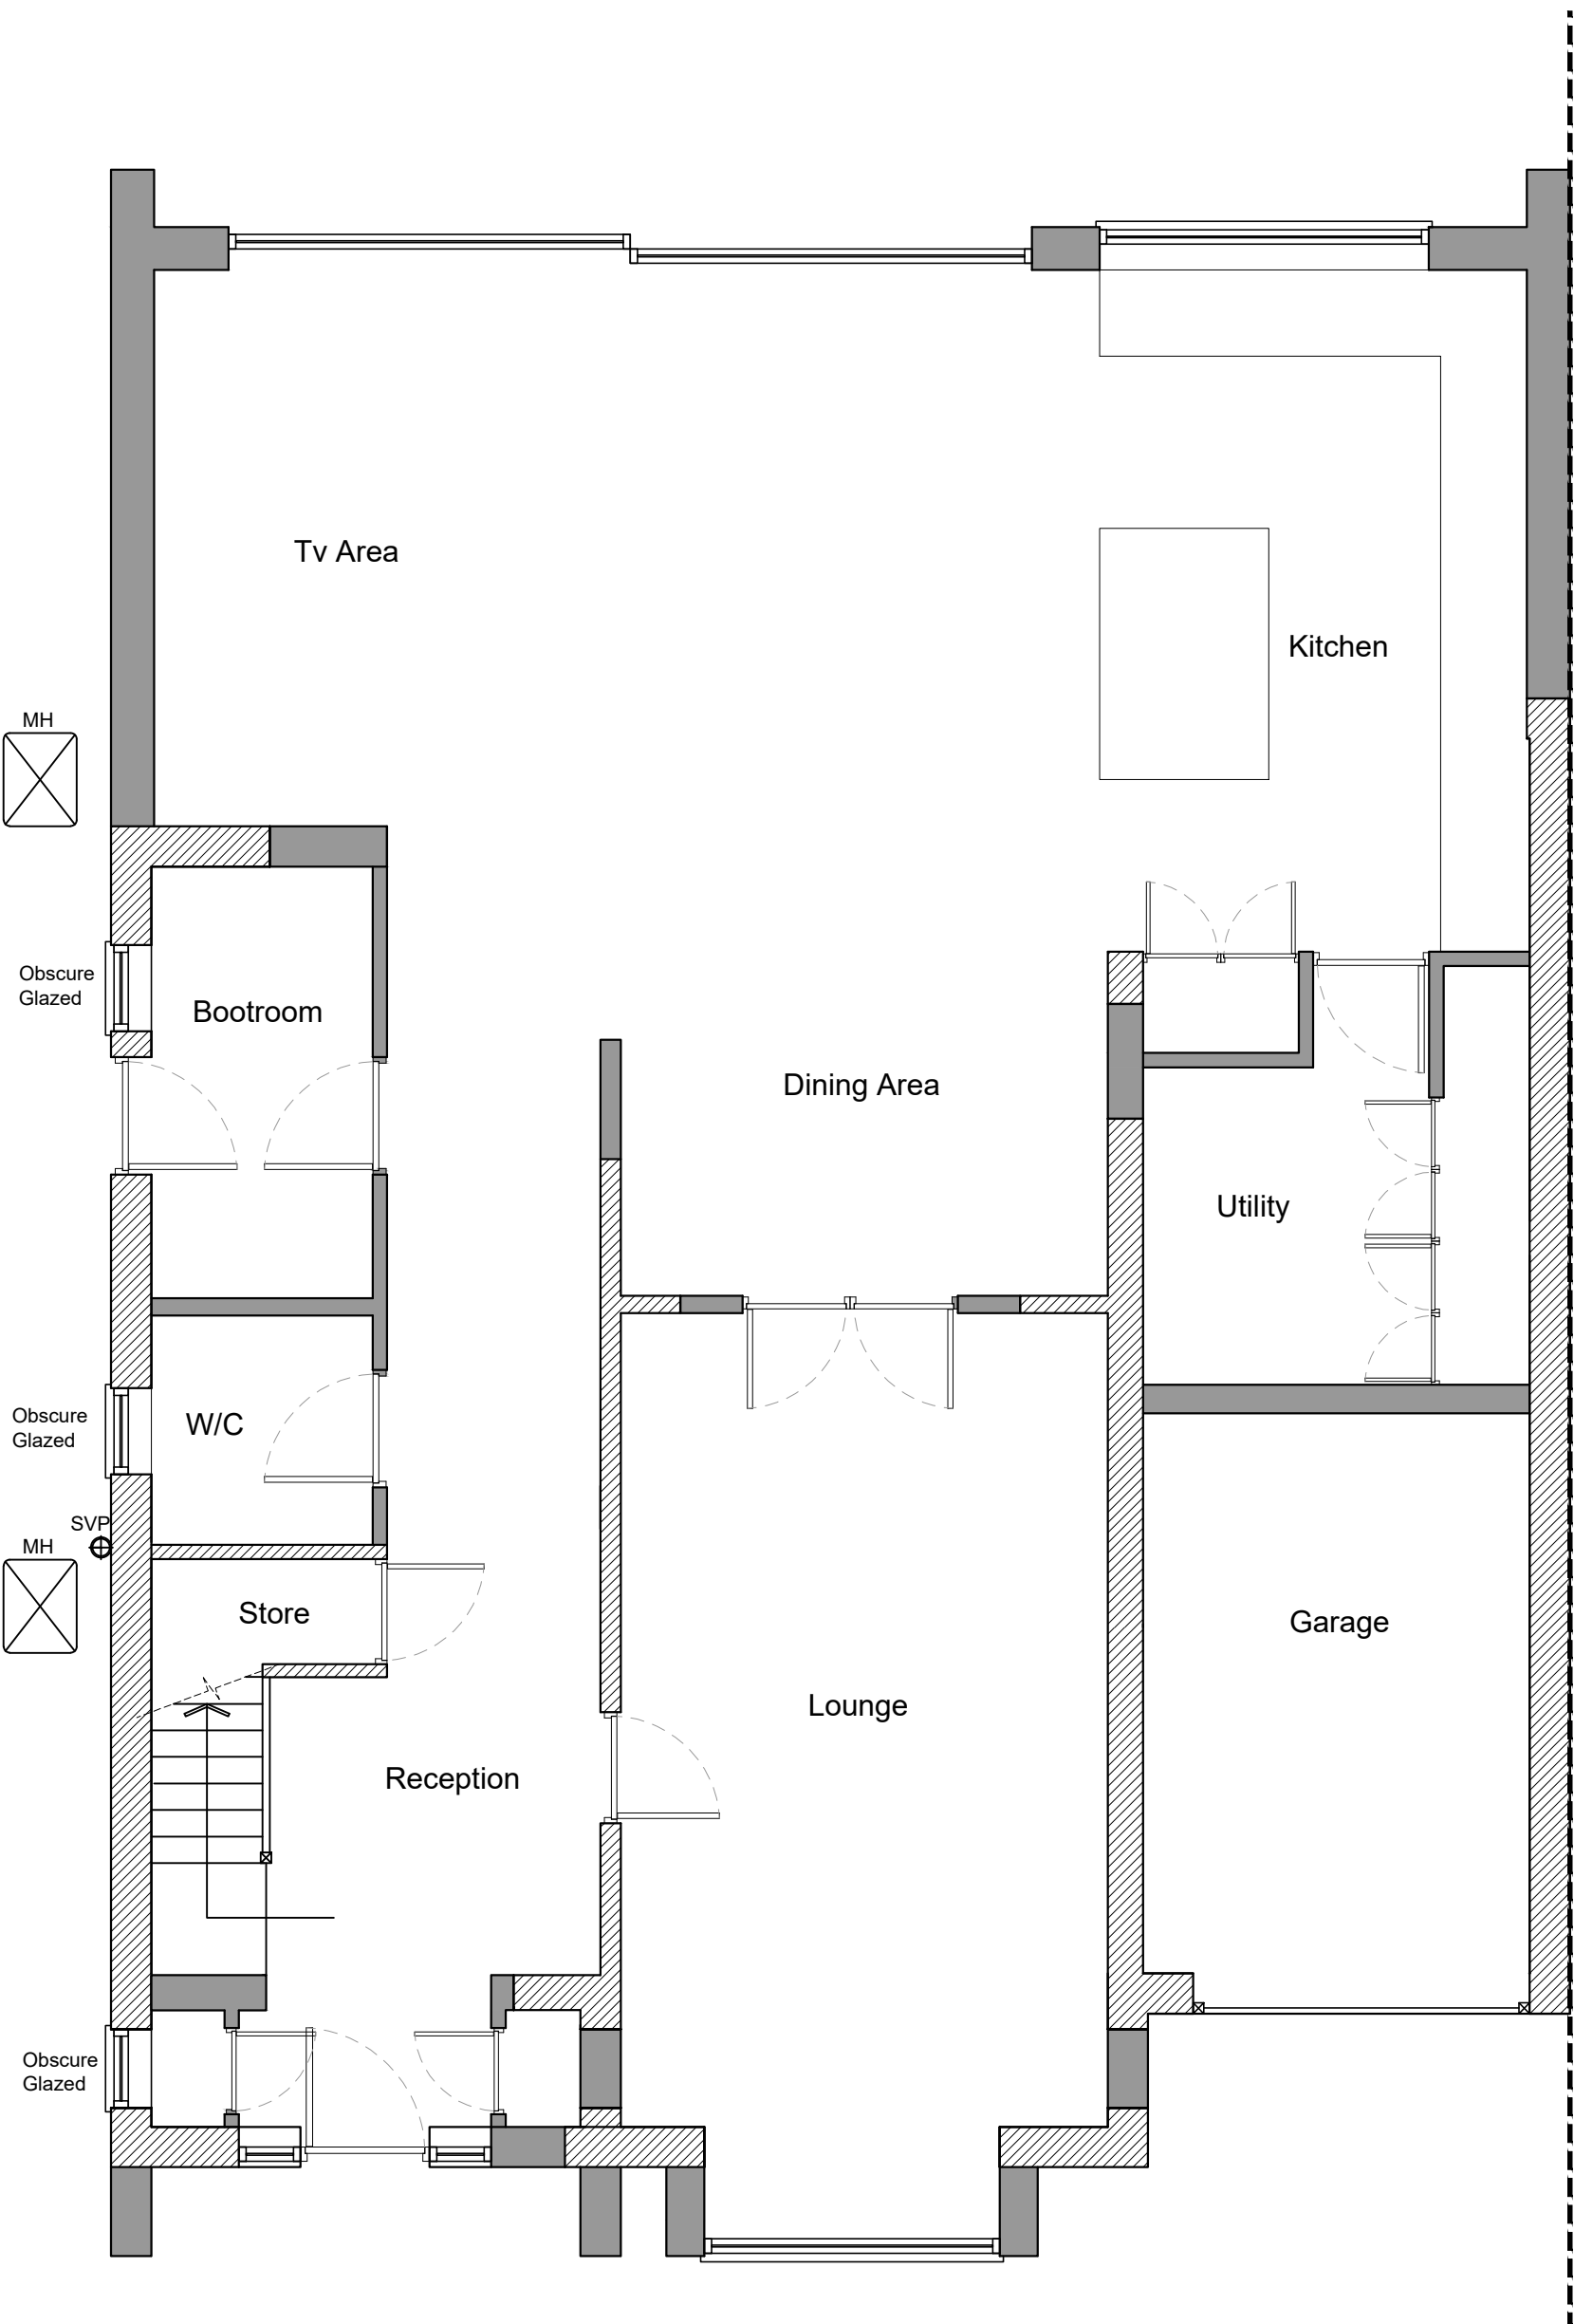 Tv Area
Kitchen
MH
Obscure
Glazed
Bootroom
Dining Area
Utility
Obscure
Glazed
W/C
SVP
MH
Store
Garage
Lounge
Reception
Obscure
Glazed